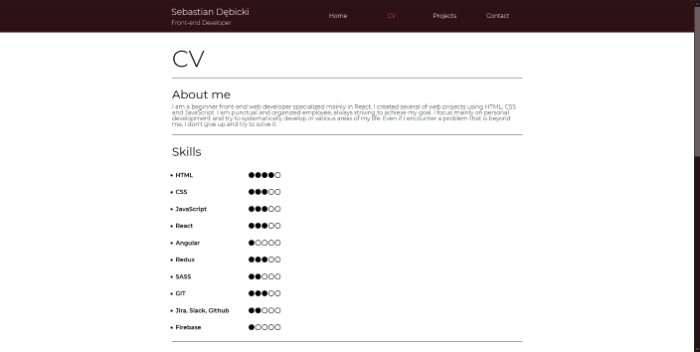 Sebastian Dębicki
Front-end Developer
Home
CV
Projects
Contact
CV
About me
I am a beginner front-end web developer specialized mainly in React. I created several of web projects using HTML, CSS
and JavaScript. I am punctual and organized employee, always striving to achieve my goal. I focus mainly on personal
development and try to systematically develop in various areas of my life. Even if I encounter a problem that is beyond
me, I don't give up and try to solve it.
Skills
HTML
CSS
JavaScript
React
Angular
Redux
SASS
GIT
Jira, Slack, Github
Firebase